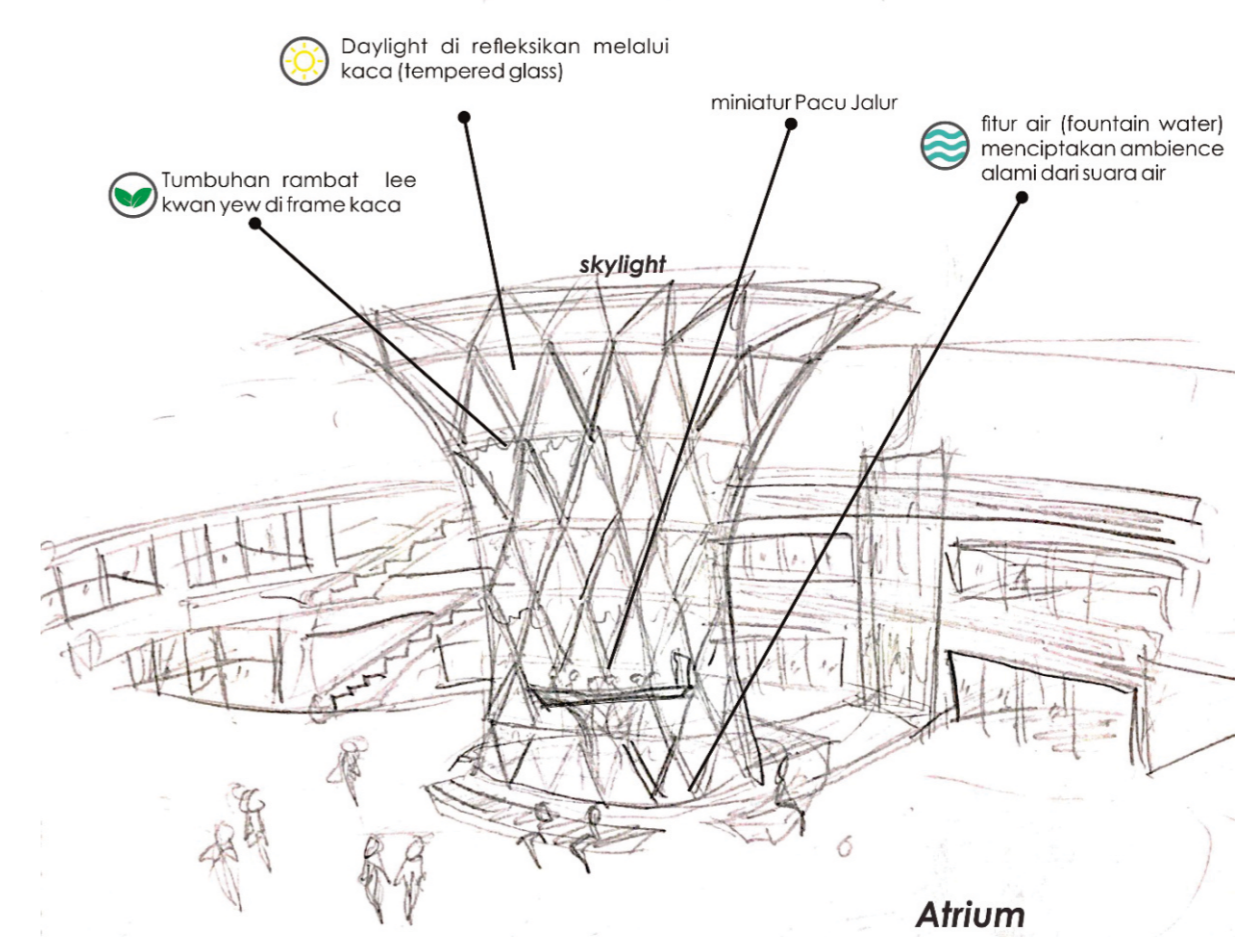 Daylight di refleksikan melalui
kaca (tempered glass)
miniatur Pacu Jalur
fitur air (fountain water)
menciptakan ambience
alami dari suara air
Tumbuhan rambat lee
kwan yew di frame kaca
skylight
Atrium